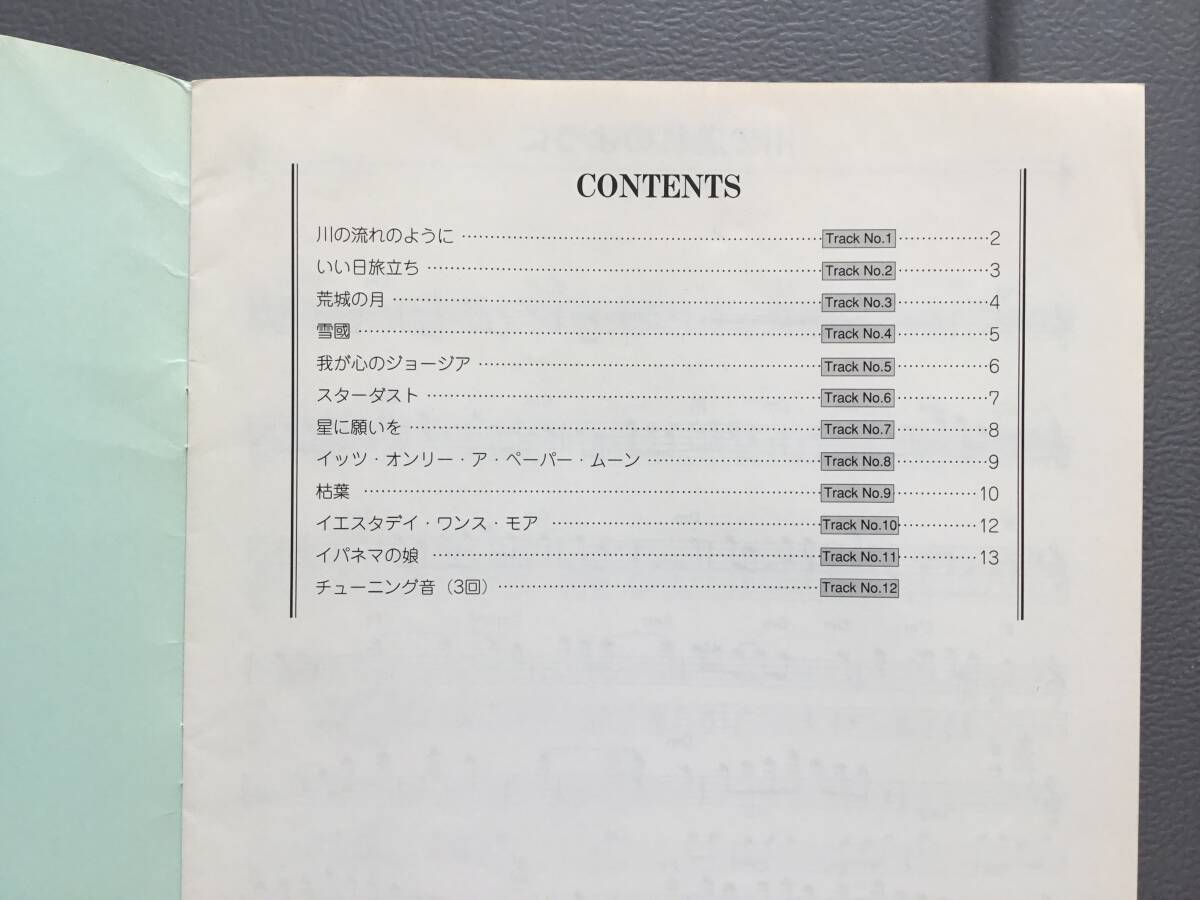 CONTENTS
川の流れのように Track No.1 2
いい日旅立ち Track No.2 3
荒城の月 Track No.3 4
雪國 Track No.4 5
我が心のジョージア Track No.5 6
スターダスト Track No.6 7
星に願いを Track No.7 8
イッツ・オンリー・ア・ペーパー・ムーン Track No.8 9
枯葉 Track No.9 10
イエスタデイ・ワンス・モア Track No.10 12
イパネマの娘 Track No.11 13
チューニング音（3回） Track No.12